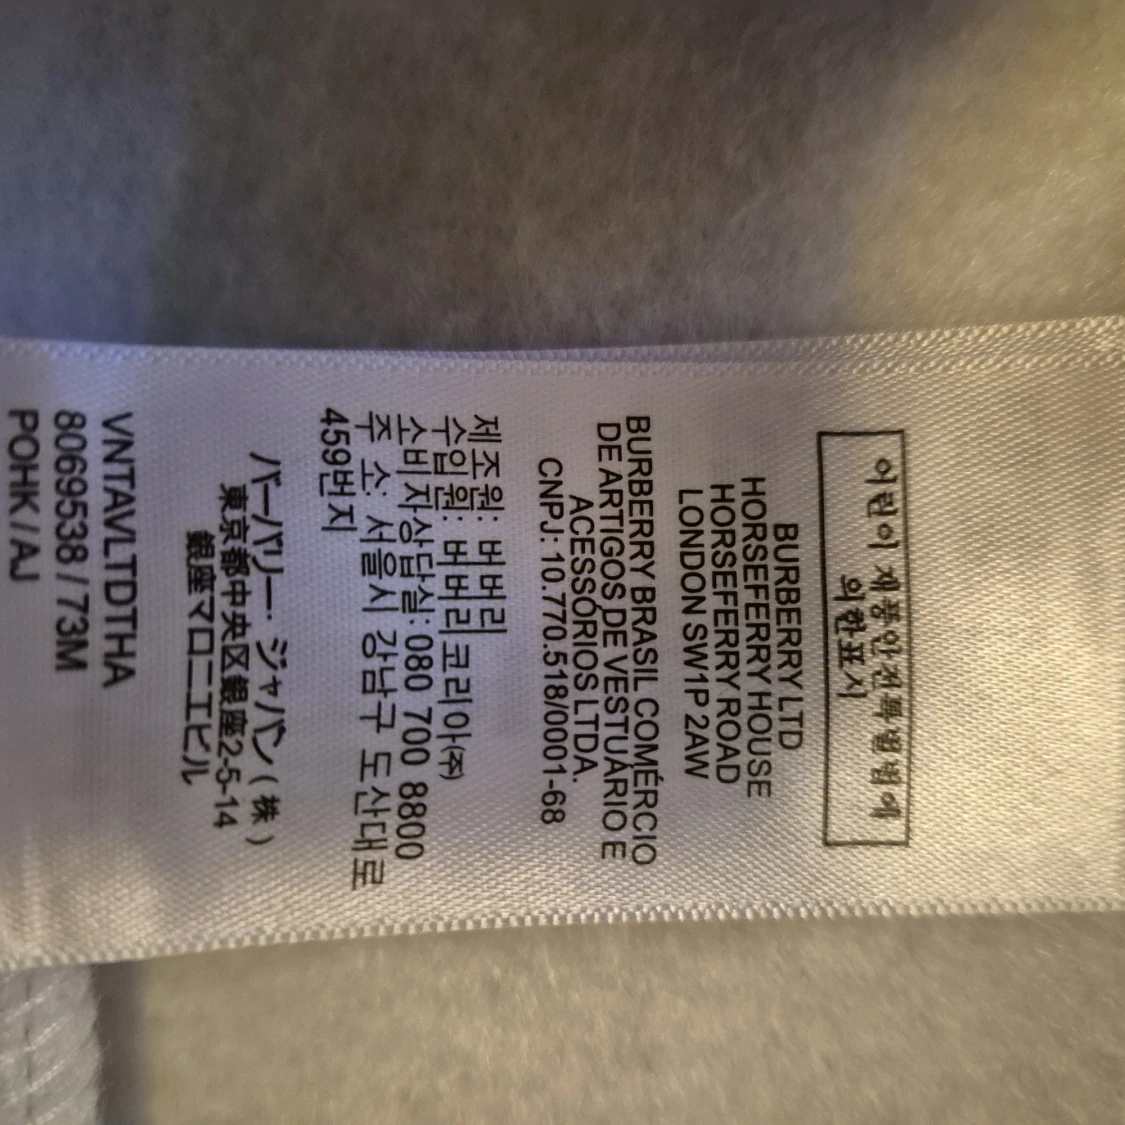 어린이 제품안전특별법에
의한표시
BURBERRY LTD
HORSEFERRY HOUSE
HORSEFERRY ROAD
LONDON SW1P 2AW
BURBERRY BRASIL COMÉRCIO
DE ARTIGOS DE VESTUÁRIO E
ACESSÓRIOS LTDA.
CNPJ: 10.770.518/0001-68
제조원: 버버리
수입원: 버버리 코리아(주)
소비자상담실: 080 700 8800
주 소: 서울시 강남구 도산대로
459번지
バーバリー・ジャパン(株)
東京都中央区銀座2-5-14
銀座マロニエビル
VNTAVLTDTHA
8069538 / 73M
POHK / AJ